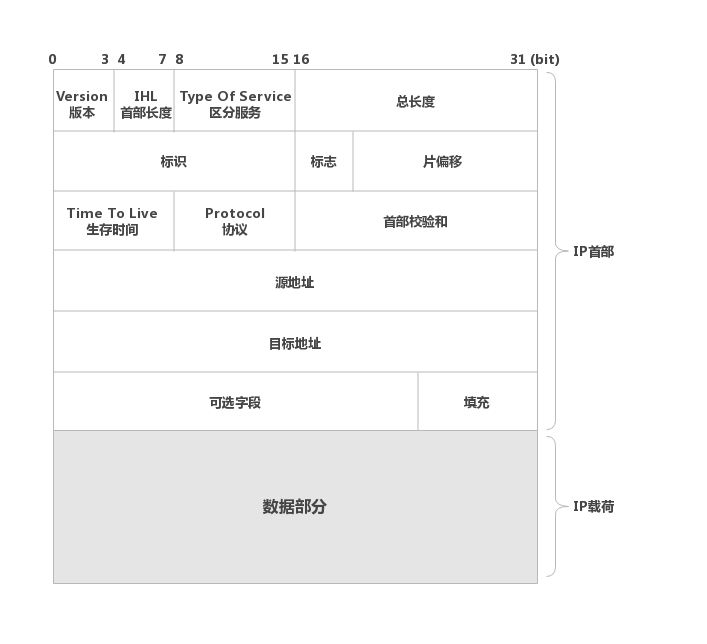 0 3 4 7 8 15 16 31 (bit)
Version IHL Type Of Service
版本 首部长度 区分服务 总长度
标识 标志 片偏移
Time To Live Protocol
生存时间 协议 首部校验和
IP首部
源地址
目标地址
可选字段 填充
数据部分 IP载荷